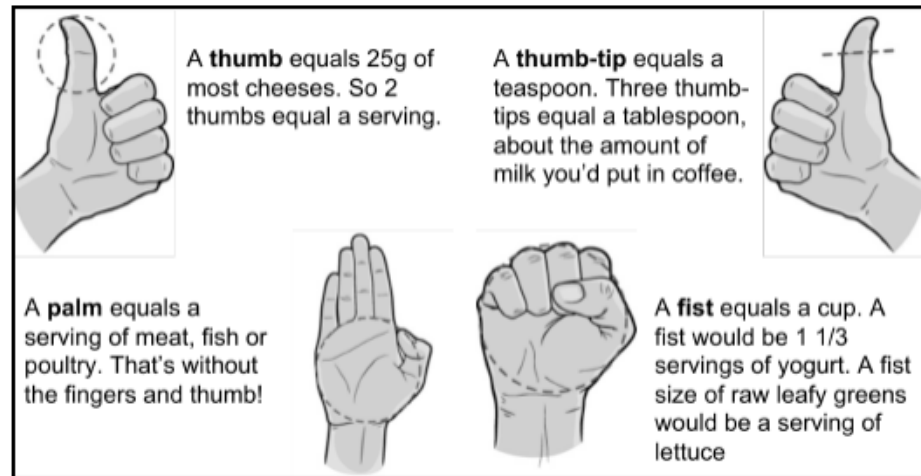 A thumb equals 25g of
most cheeses. So 2
thumbs equal a serving.
A thumb-tip equals a
teaspoon. Three thumb-
tips equal a tablespoon,
about the amount of
milk you'd put in coffee.
A palm equals a
serving of meat, fish or
poultry. That's without
the fingers and thumb!
A fist equals a cup. A
fist would be 1 1/3
servings of yogurt. A fist
size of raw leafy greens
would be a serving of
lettuce